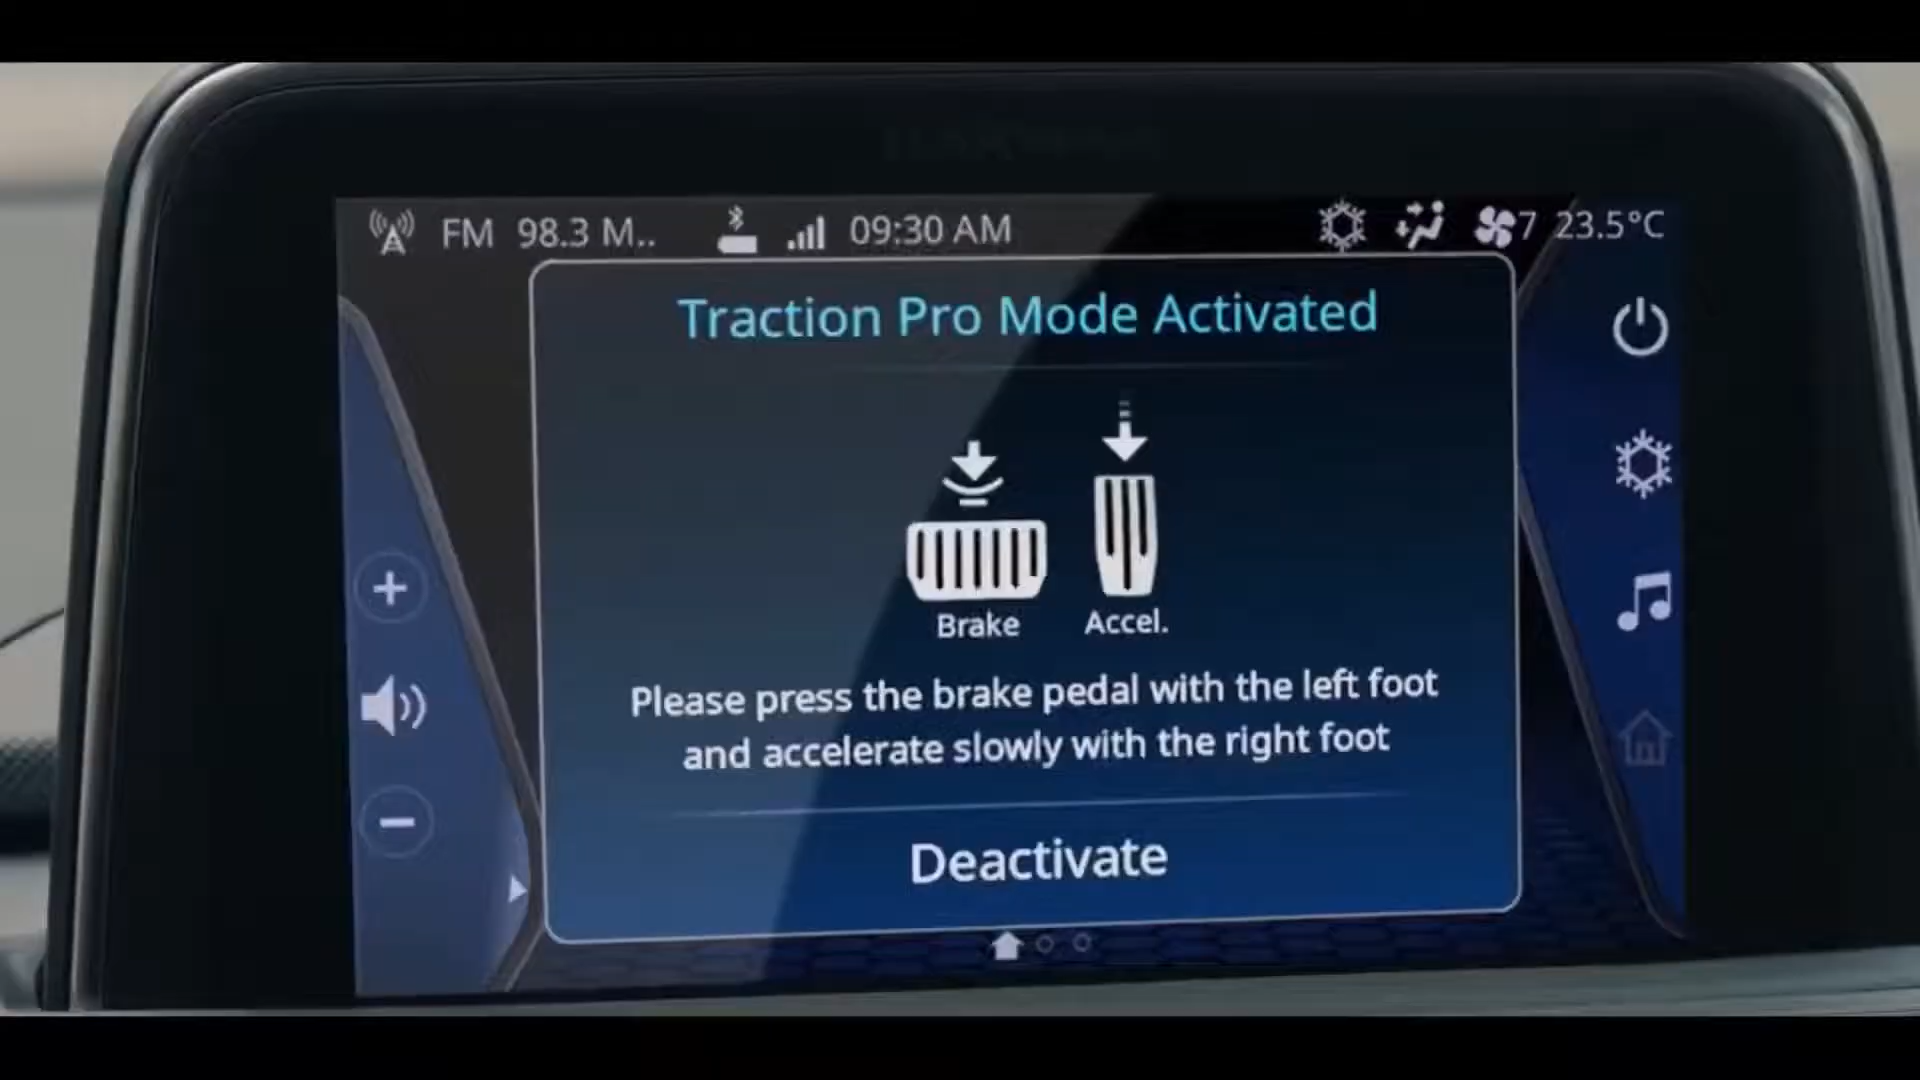 FM 98.3 M.. 09:30 AM 7 23.5°C
Traction Pro Mode Activated
Brake Accel.
Please press the brake pedal with the left foot
and accelerate slowly with the right foot
Deactivate